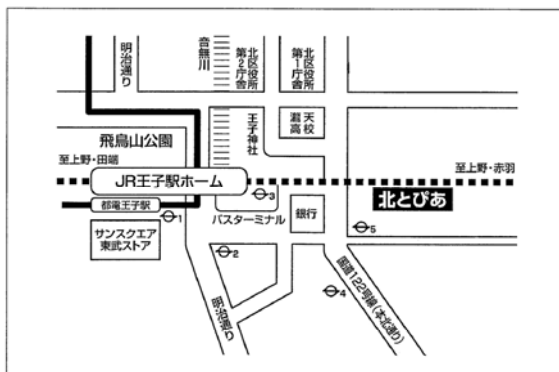 明治通り
音無川
北区役所
第2庁舎
北区役所
第1庁舎
瀧天
高校
王子神社
飛鳥山公園
至上野・田端
至上野・赤羽
JR王子駅ホーム
北とぴあ
都電王子駅
3
1
バスターミナル
銀行
5
サンスクエア
東武ストア
2
4
明治通り
国道122号線(本北通り)